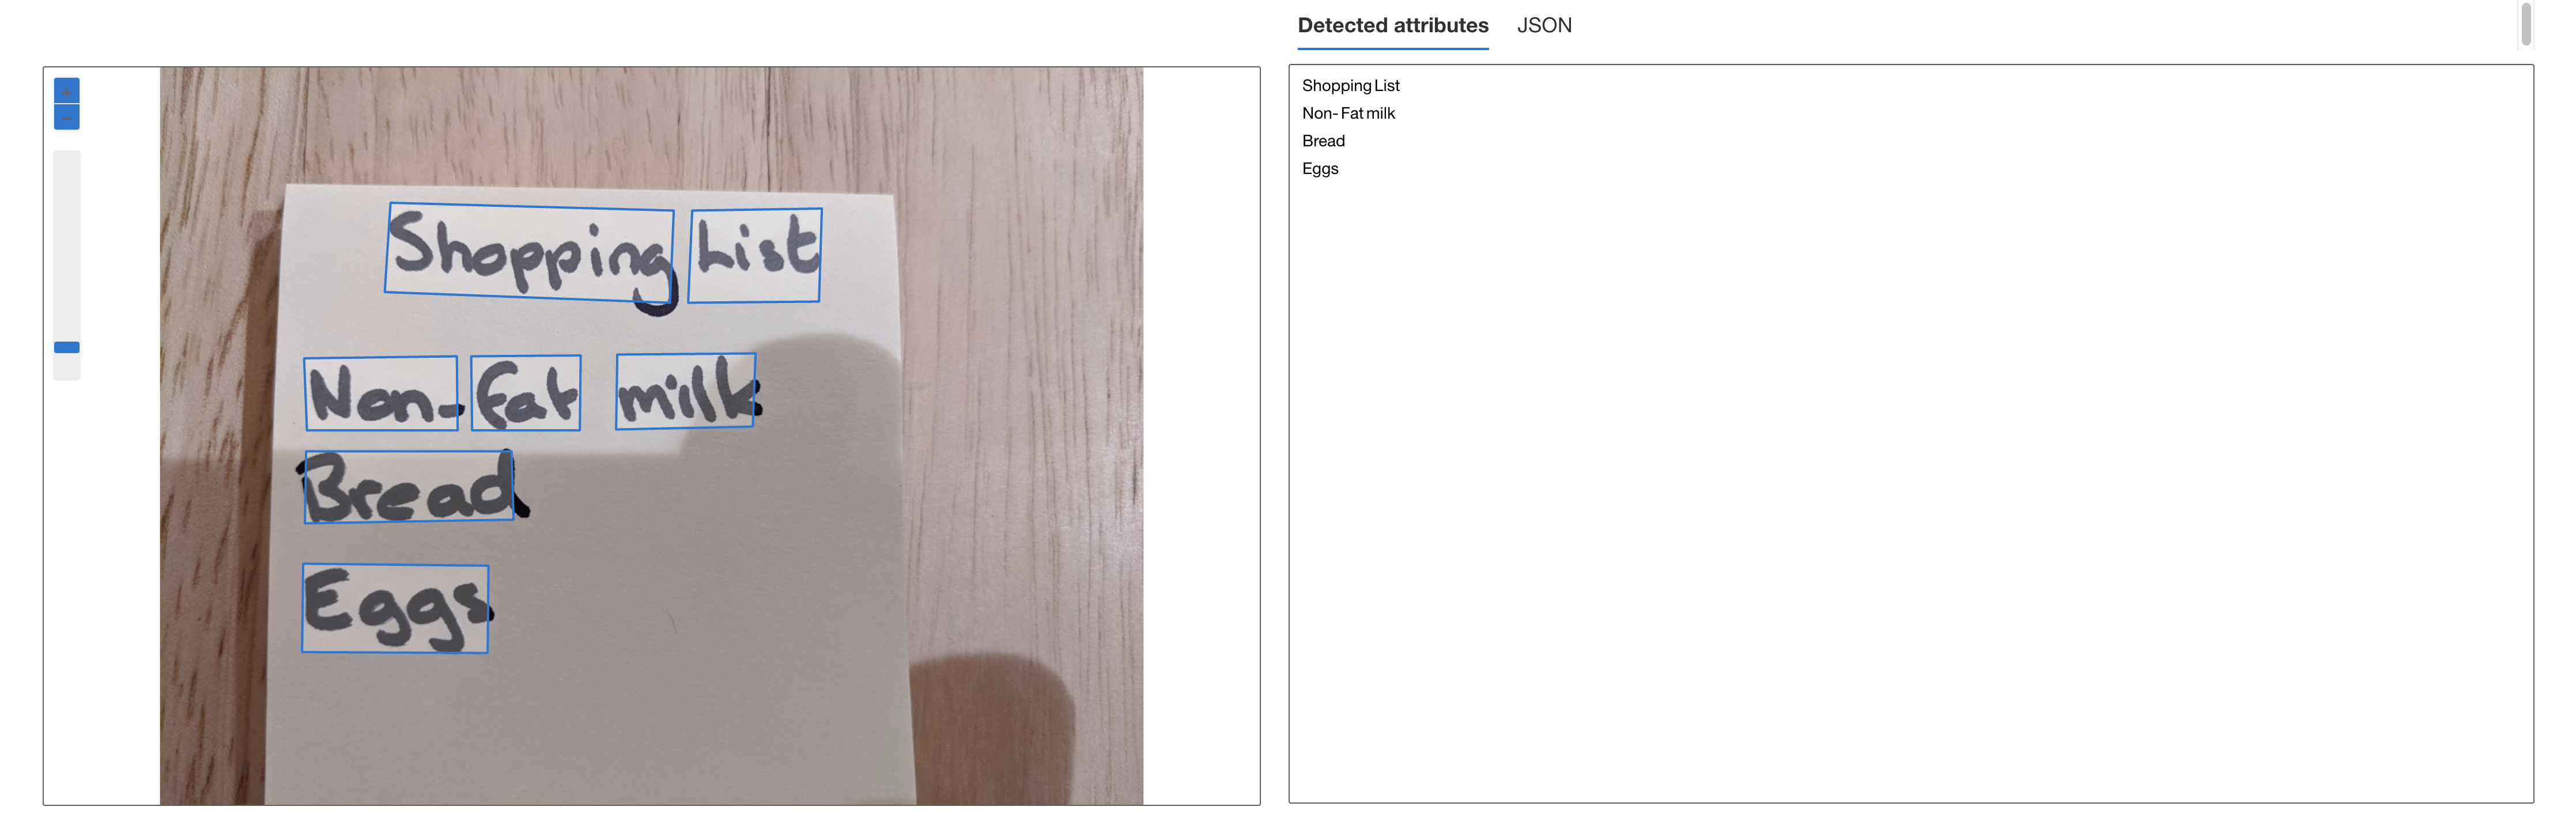 Detected attributes JSON
+
-
Shopping List
Non-Fat milk
Bread
Eggs
Shopping List
Non- Fat milk
Bread
Eggs